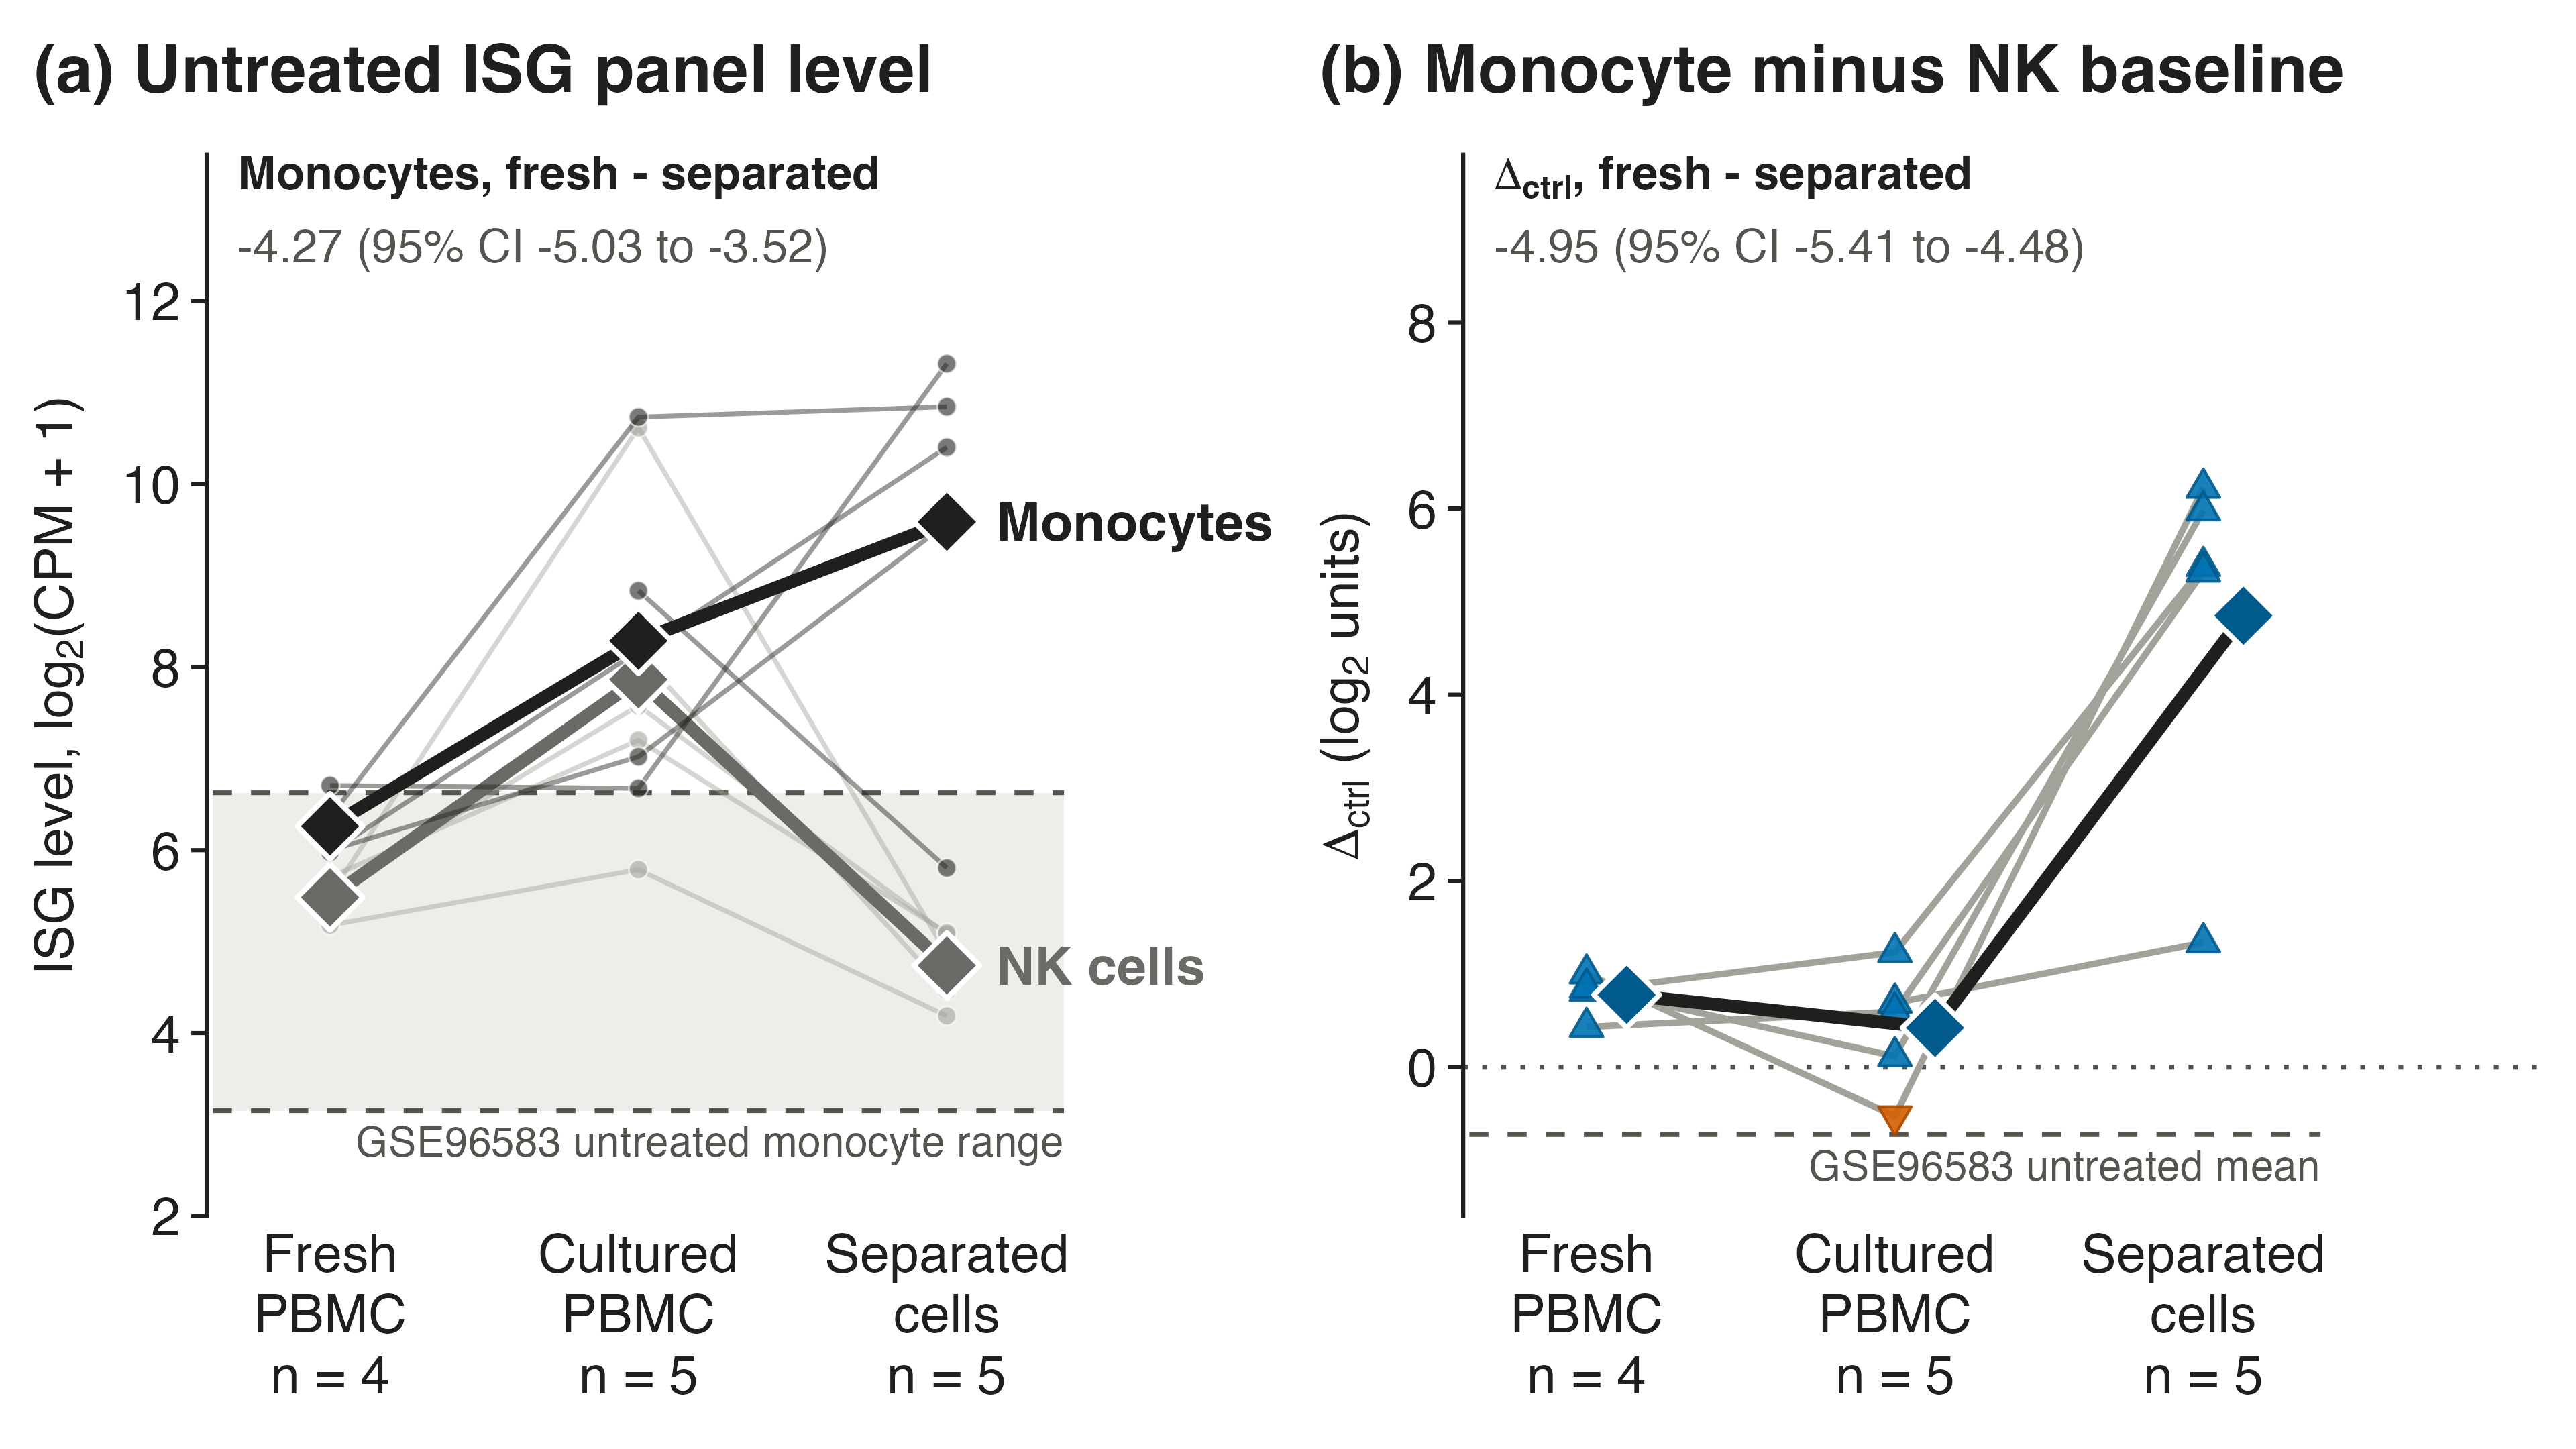 (a) Untreated ISG panel level
Monocytes, fresh - separated
-4.27 (95% CI -5.03 to -3.52)
ISG level, log₂(CPM + 1)
12
10
8
6
4
2
Monocytes
NK cells
GSE96583 untreated monocyte range
Fresh PBMC n = 4
Cultured PBMC n = 5
Separated cells n = 5
(b) Monocyte minus NK baseline
Δctrl, fresh - separated
-4.95 (95% CI -5.41 to -4.48)
Δctrl (log₂ units)
8
6
4
2
0
GSE96583 untreated mean
Fresh PBMC n = 4
Cultured PBMC n = 5
Separated cells n = 5